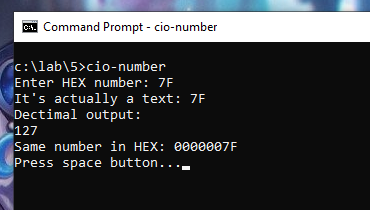 Command Prompt - cio-number
c:\lab\5>cio-number
Enter HEX number: 7F
It's actually a text: 7F
Dectimal output:
127
Same number in HEX: 0000007F
Press space button...